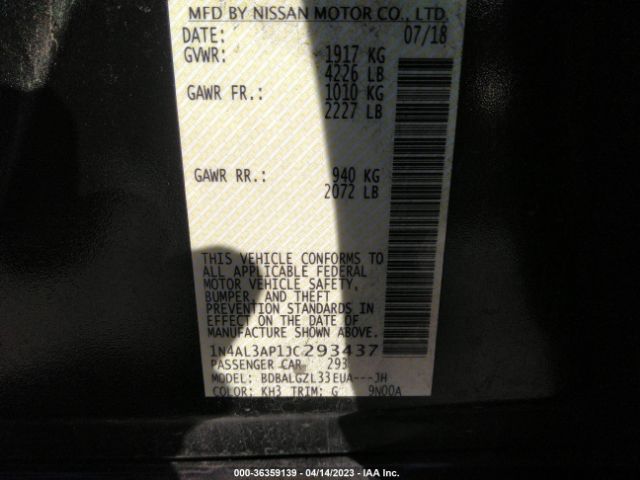 MFD BY NISSAN MOTOR CO., LTD
DATE: 07/18
GVWR: 1917 KG
4226 LB
GAWR FR.: 1010 KG
2227 LB
GAWR RR.: 940 KG
2072 LB
THIS VEHICLE CONFORMS TO
ALL APPLICABLE FEDERAL
MOTOR VEHICLE SAFETY,
BUMPER, AND THEFT
PREVENTION STANDARDS IN
EFFECT ON THE DATE OF
MANUFACTURE SHOWN ABOVE.
1N4AL3AP1JC293437
PASSENGER CAR 293
MODEL: BDBALGZL33EUA---JH
COLOR: KH3 TRIM: G 9N00A
000-36359139 - 04/14/2023 - IAA Inc.